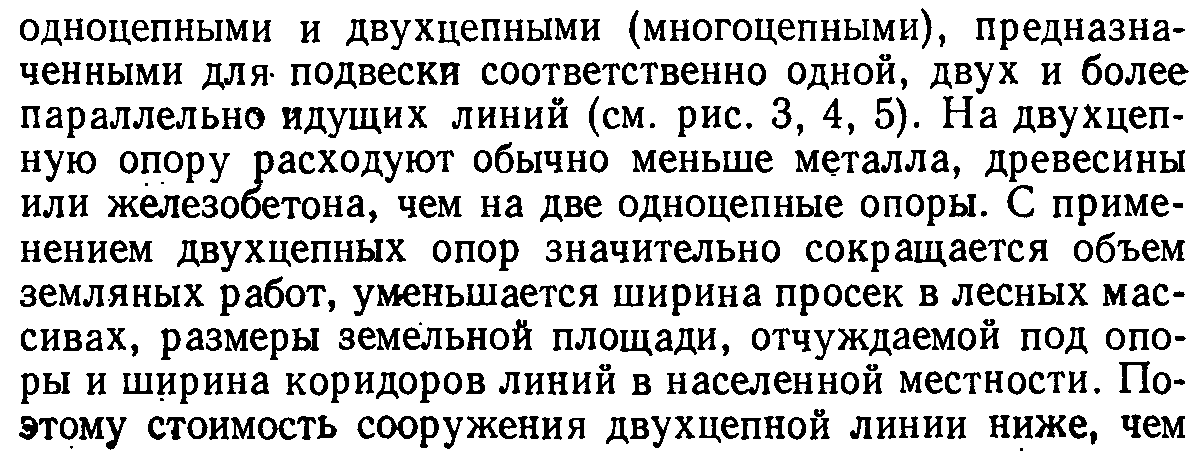 одноцепными и двухцепными (многоцепными), предназна-
ченными для подвески соответственно одной, двух и более
параллельно идущих линий (см. рис. 3, 4, 5). На двухцеп-
ную опору расходуют обычно меньше металла, древесины
или железобетона, чем на две одноцепные опоры. С приме-
нением двухцепных опор значительно сокращается объем
земляных работ, уменьшается ширина просек в лесных мас-
сивах, размеры земельной площади, отчуждаемой под опо-
ры и ширина коридоров линий в населенной местности. По-
этому стоимость сооружения двухцепной линии ниже, чем